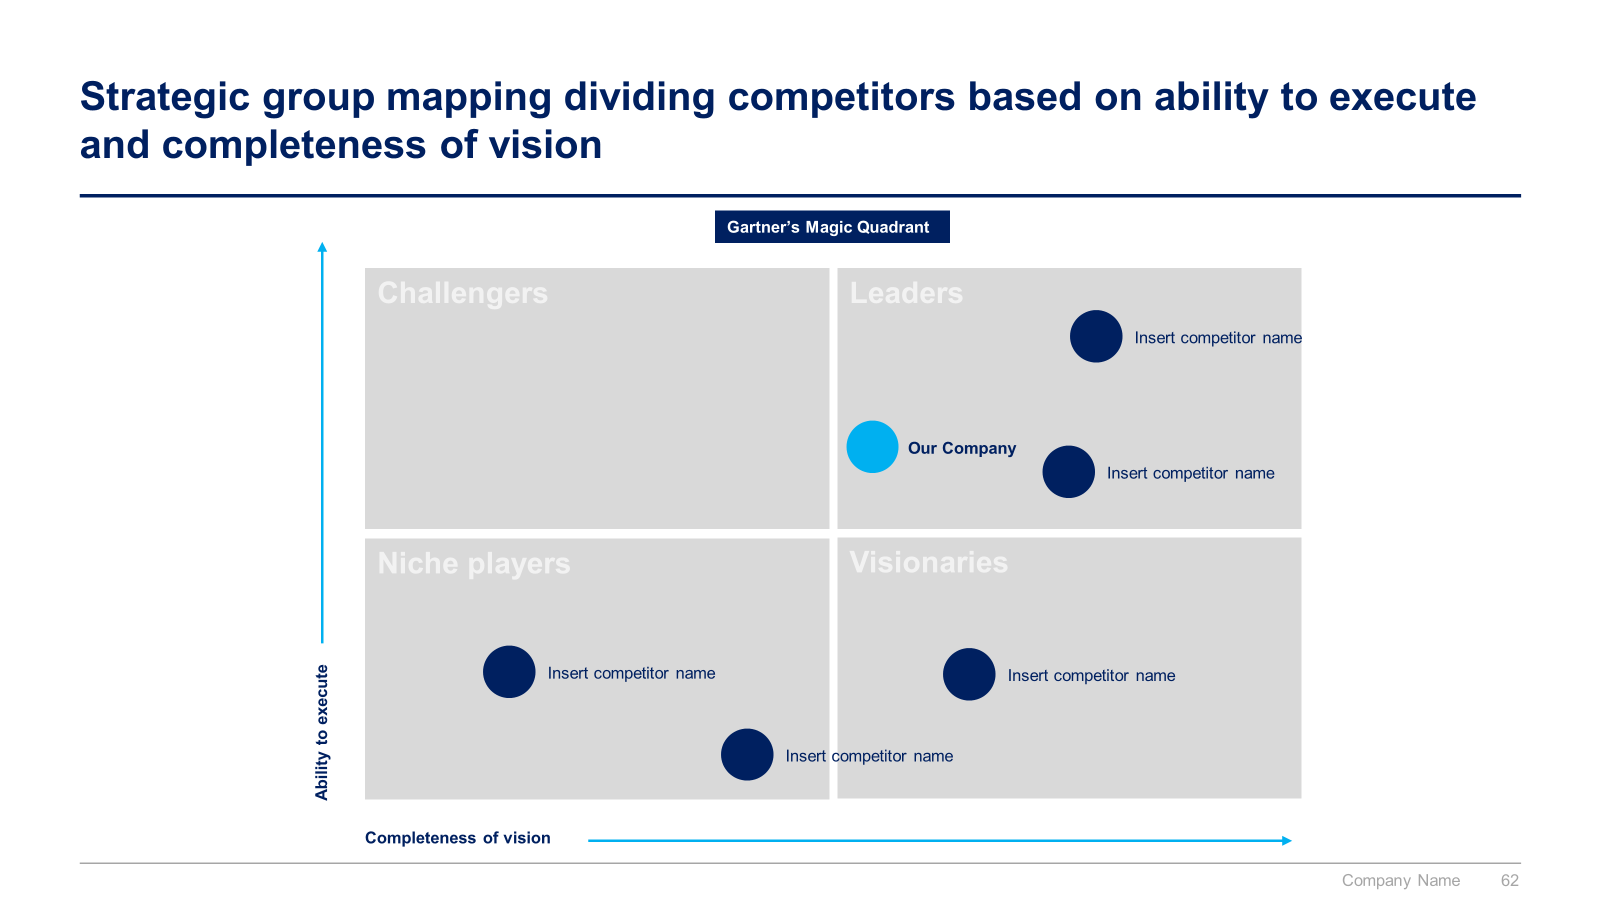 Strategic group mapping dividing competitors based on ability to execute
and completeness of vision
Gartner’s Magic Quadrant
Challengers
Leaders
Insert competitor name
Our Company
Insert competitor name
Niche players
Visionaries
Insert competitor name
Insert competitor name
Insert competitor name
Ability to execute
Completeness of vision
Company Name 62